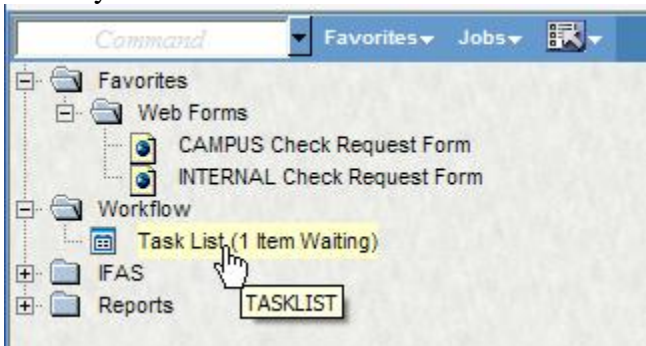 Command Favorites Jobs
Favorites
Web Forms
CAMPUS Check Request Form
INTERNAL Check Request Form
Workflow
Task List (1 Item Waiting)
IFAS
Reports
TASKLIST